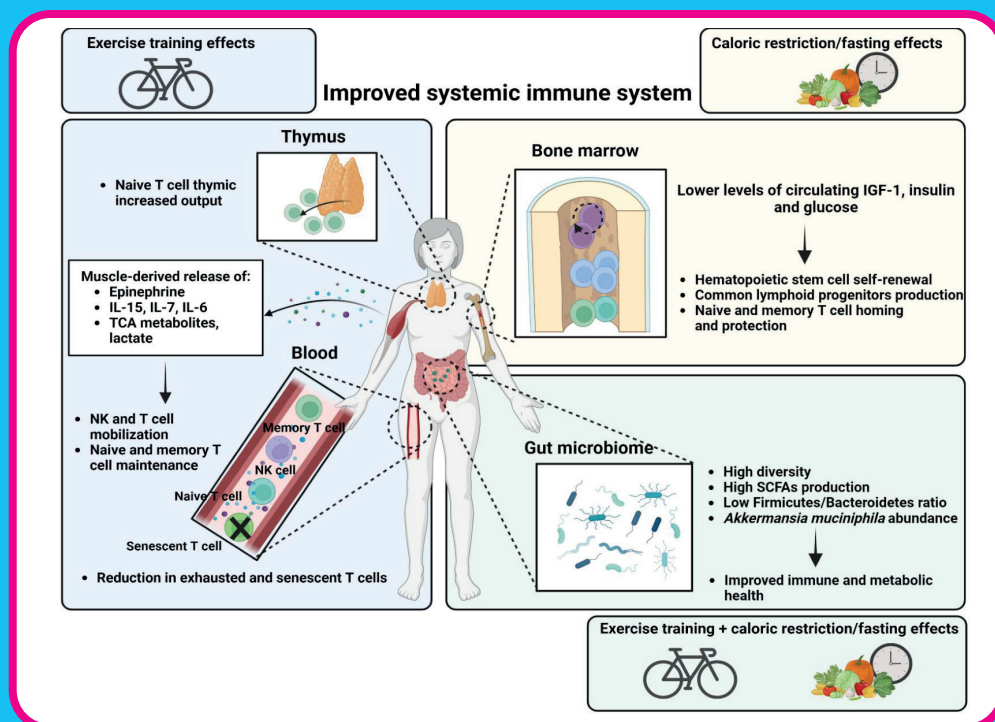 Exercise training effects
Caloric restriction/fasting effects
Improved systemic immune system
Thymus
• Naive T cell thymic
increased output
Muscle-derived release of:
• Epinephrine
• IL-15, IL-7, IL-6
• TCA metabolites,
lactate
• NK and T cell
mobilization
• Naive and memory T
cell maintenance
Blood
Memory T cell
NK cell
Naive T cell
Senescent T cell
• Reduction in exhausted and senescent T cells
Bone marrow
Lower levels of circulating IGF-1, insulin
and glucose
• Hematopoietic stem cell self-renewal
• Common lymphoid progenitors production
• Naive and memory T cell homing
and protection
Gut microbiome
• High diversity
• High SCFAs production
• Low Firmicutes/Bacteroidetes ratio
• Akkermansia muciniphila abundance
• Improved immune and metabolic
health
Exercise training + caloric restriction/fasting effects